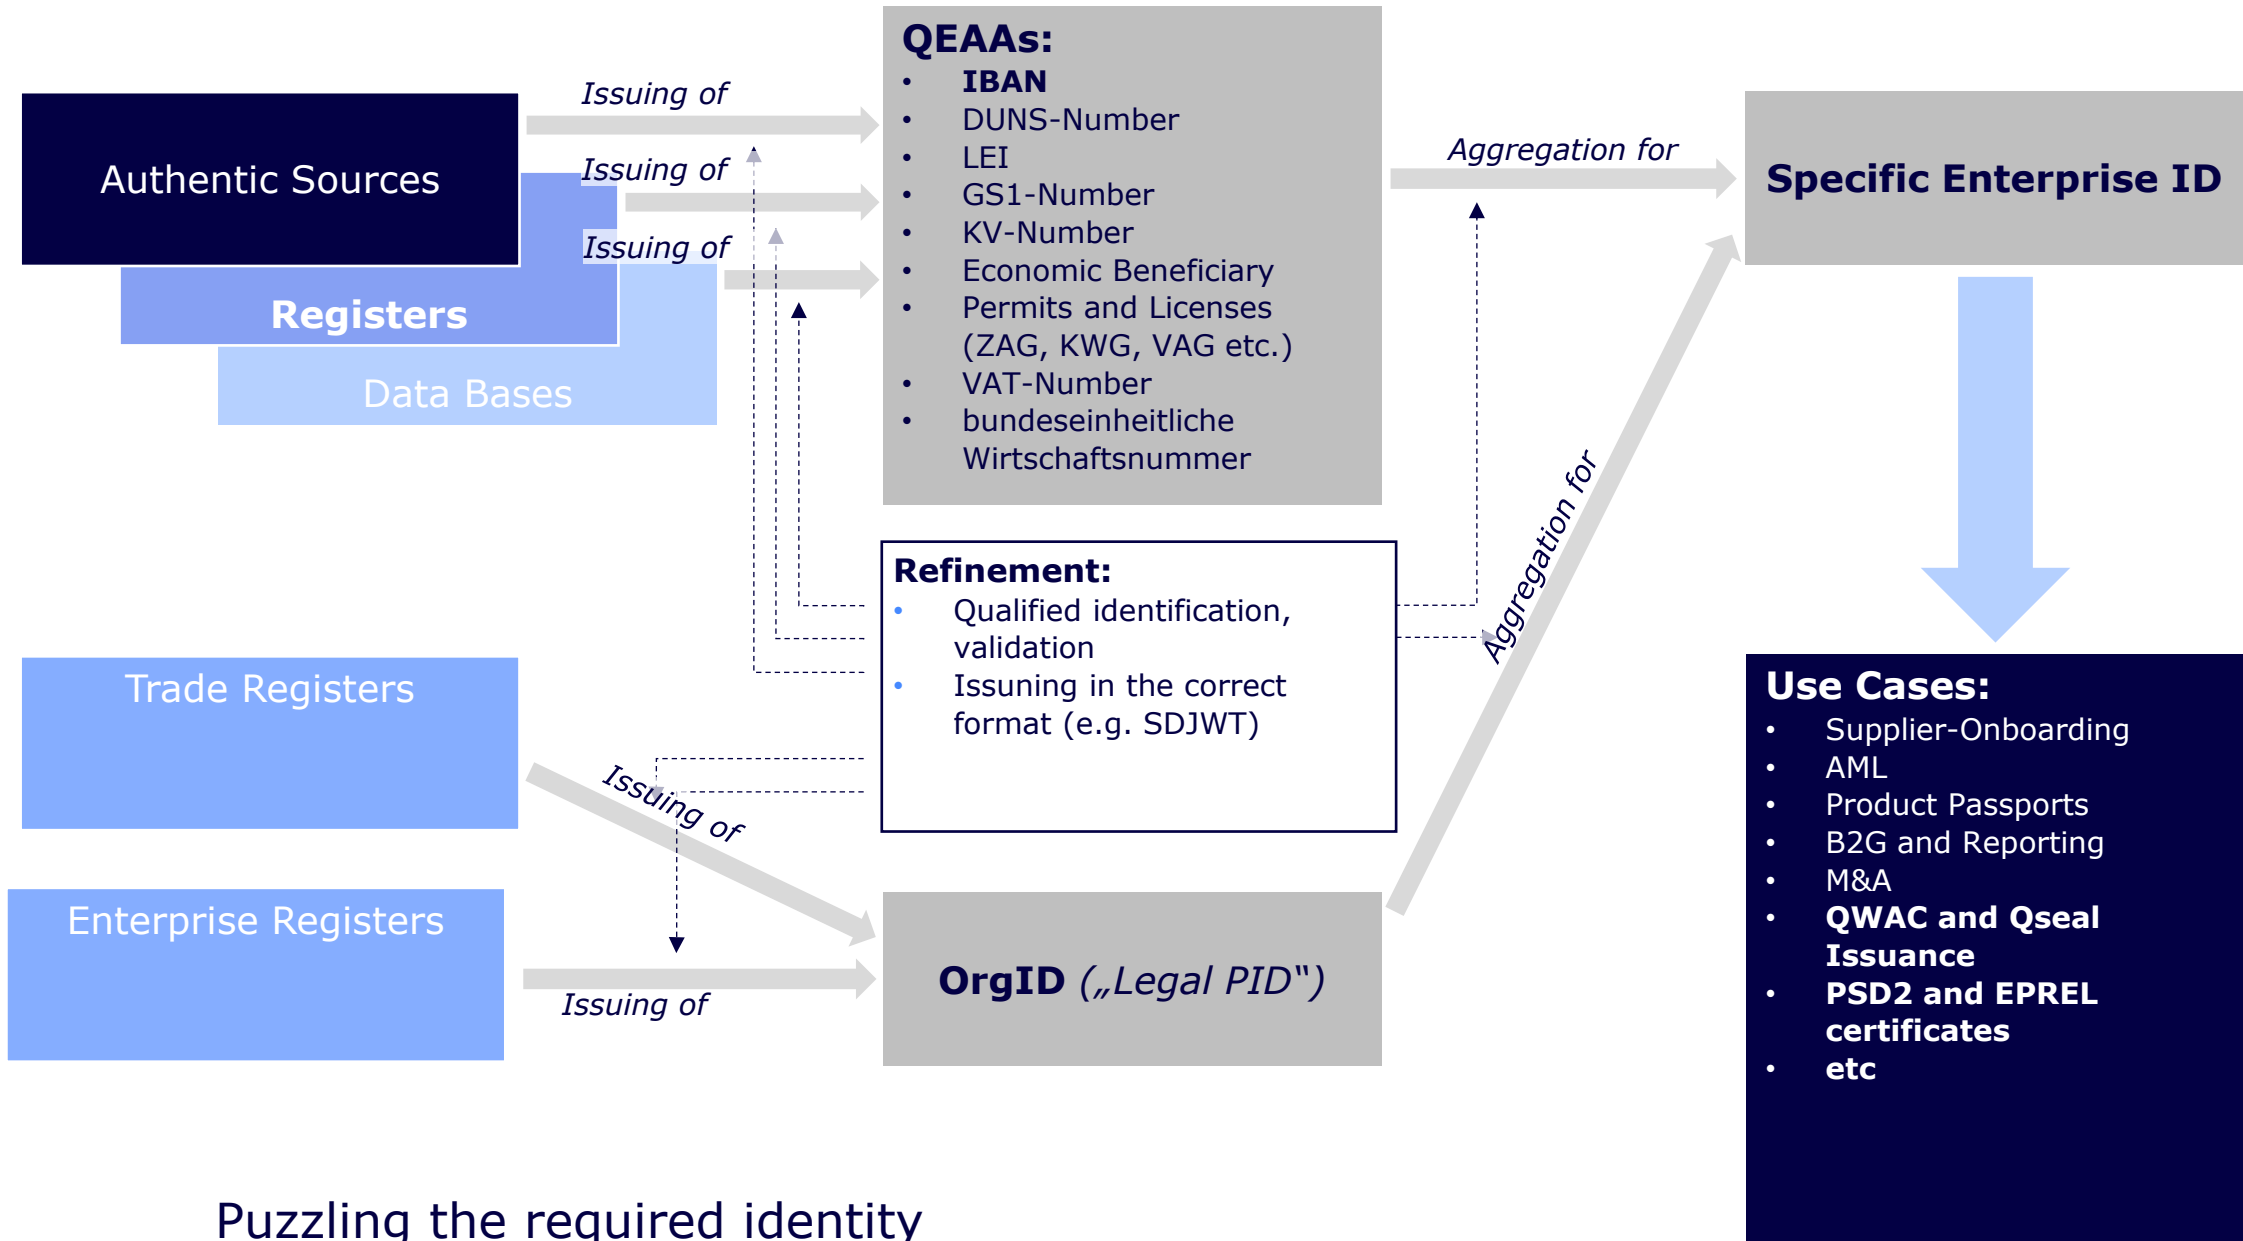 Authentic Sources
Registers
Data Bases
Issuing of
Issuing of
Issuing of
QEAAs:
• IBAN
• DUNS-Number
• LEI
• GS1-Number
• KV-Number
• Economic Beneficiary
• Permits and Licenses
(ZAG, KWG, VAG etc.)
• VAT-Number
• bundeseinheitliche
Wirtschaftsnummer
Aggregation for
Specific Enterprise ID
Refinement:
• Qualified identification,
validation
• Issuning in the correct
format (e.g. SDJWT)
Aggregation for
Trade Registers
Issuing of
Enterprise Registers
Issuing of
OrgID („Legal PID“)
Use Cases:
• Supplier-Onboarding
• AML
• Product Passports
• B2G and Reporting
• M&A
• QWAC and Qseal
Issuance
• PSD2 and EPREL
certificates
• etc
Puzzling the required identity